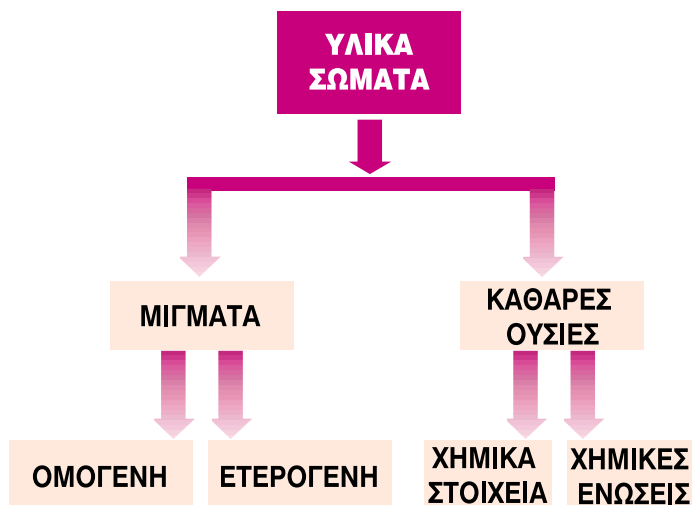 ΥΛΙΚΑ
ΣΩΜΑΤΑ
ΜΙΓΜΑΤΑ
ΚΑΘΑΡΕΣ
ΟΥΣΙΕΣ
ΟΜΟΓΕΝΗ
ΕΤΕΡΟΓΕΝΗ
ΧΗΜΙΚΑ
ΣΤΟΙΧΕΙΑ
ΧΗΜΙΚΕΣ
ΕΝΩΣΕΙΣ